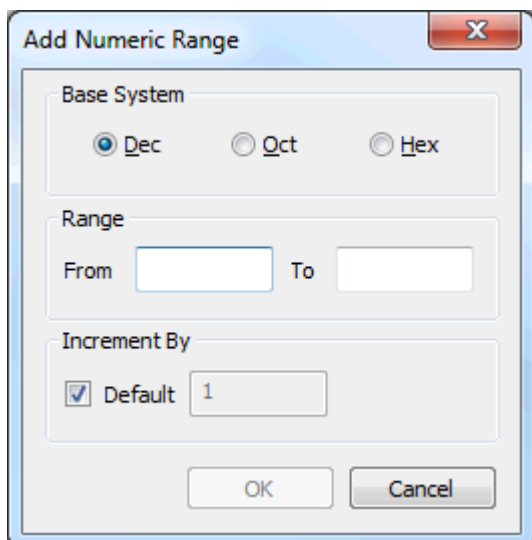 Add Numeric Range
Base System
Dec Oct Hex
Range
From To
Increment By
Default 1
OK Cancel